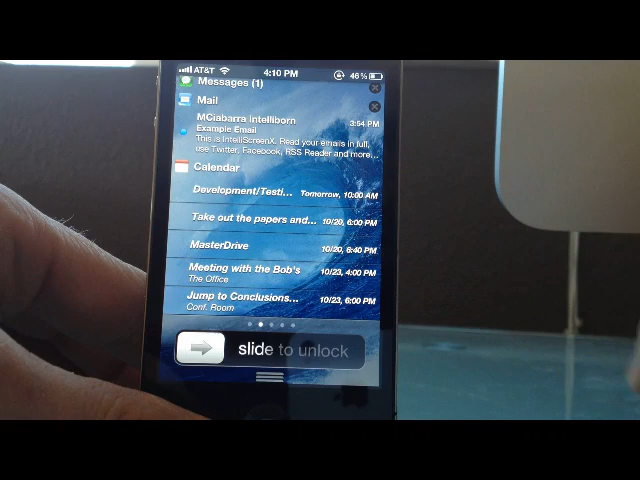 AT&T 4:10 PM 46%
Messages (1)
Mail
MCiabarra Intelliborn 3:54 PM
Example Email
This is IntelliScreenX. Read your emails in full,
use Twitter, Facebook, RSS Reader and more...
Calendar
Development/Testi... Tomorrow, 10:00 AM
Take out the papers and... 10/20, 6:00 PM
MasterDrive 10/20, 6:40 PM
Meeting with the Bob's 10/23, 4:00 PM
The Office
Jump to Conclusions... 10/23, 6:00 PM
Conf. Room
slide to unlock